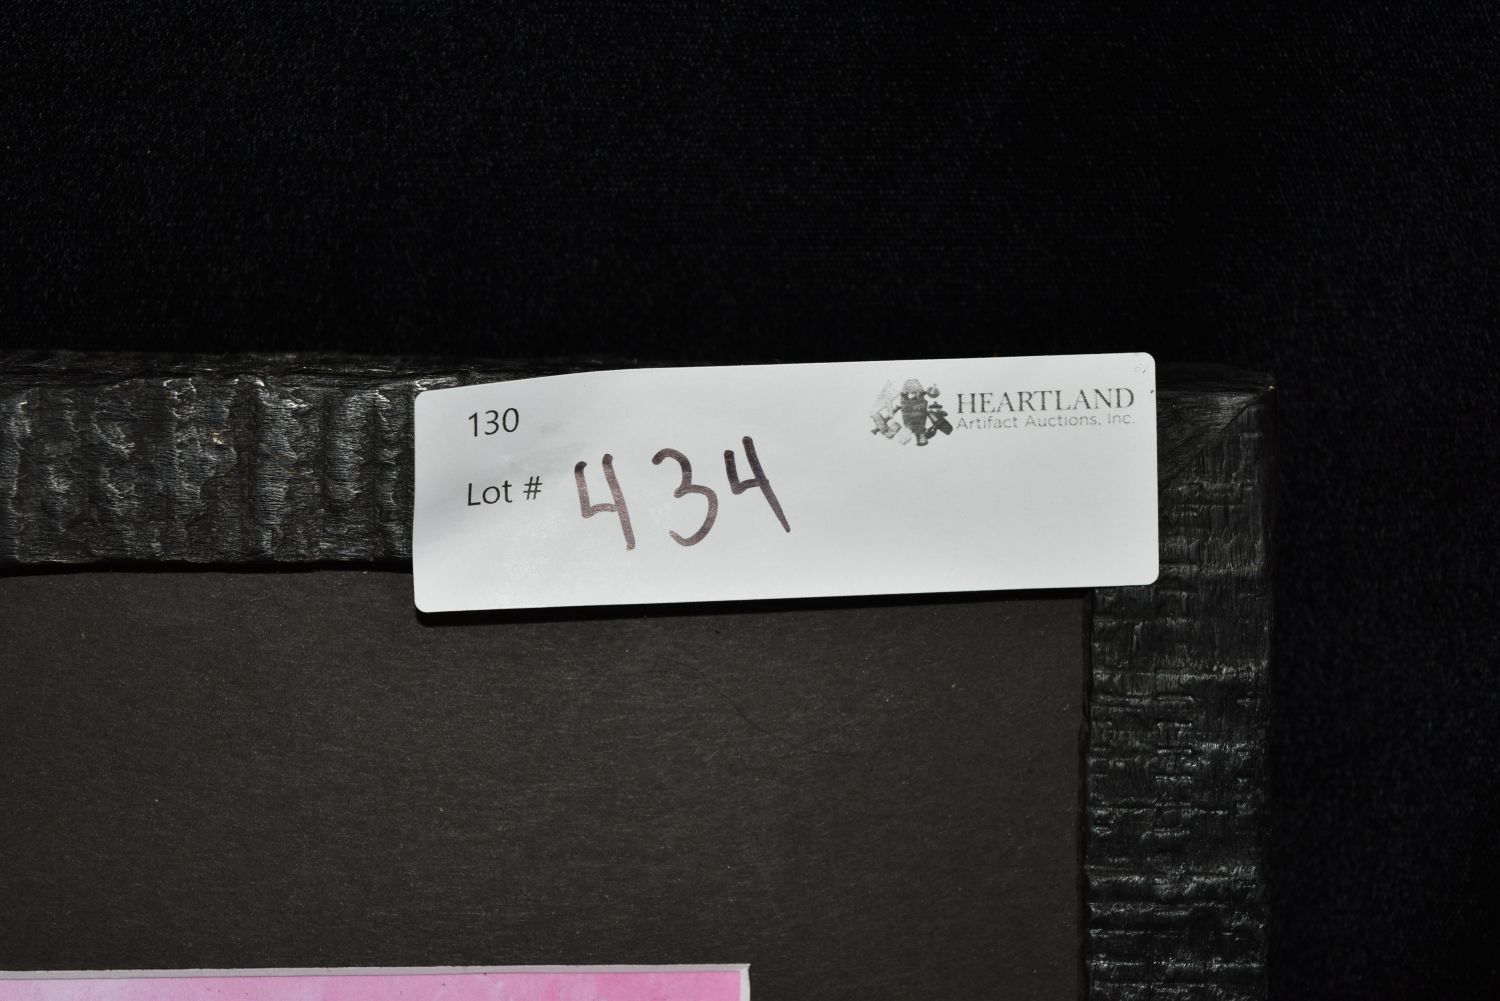 130
HEARTLAND
Artifact Auctions, Inc.
Lot # 434